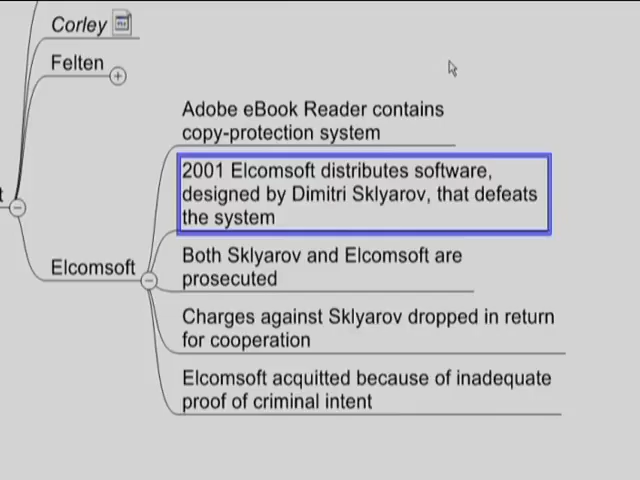 Corley
Felten
t
Adobe eBook Reader contains
copy-protection system
2001 Elcomsoft distributes software,
designed by Dimitri Sklyarov, that defeats
the system
Elcomsoft
Both Sklyarov and Elcomsoft are
prosecuted
Charges against Sklyarov dropped in return
for cooperation
Elcomsoft acquitted because of inadequate
proof of criminal intent